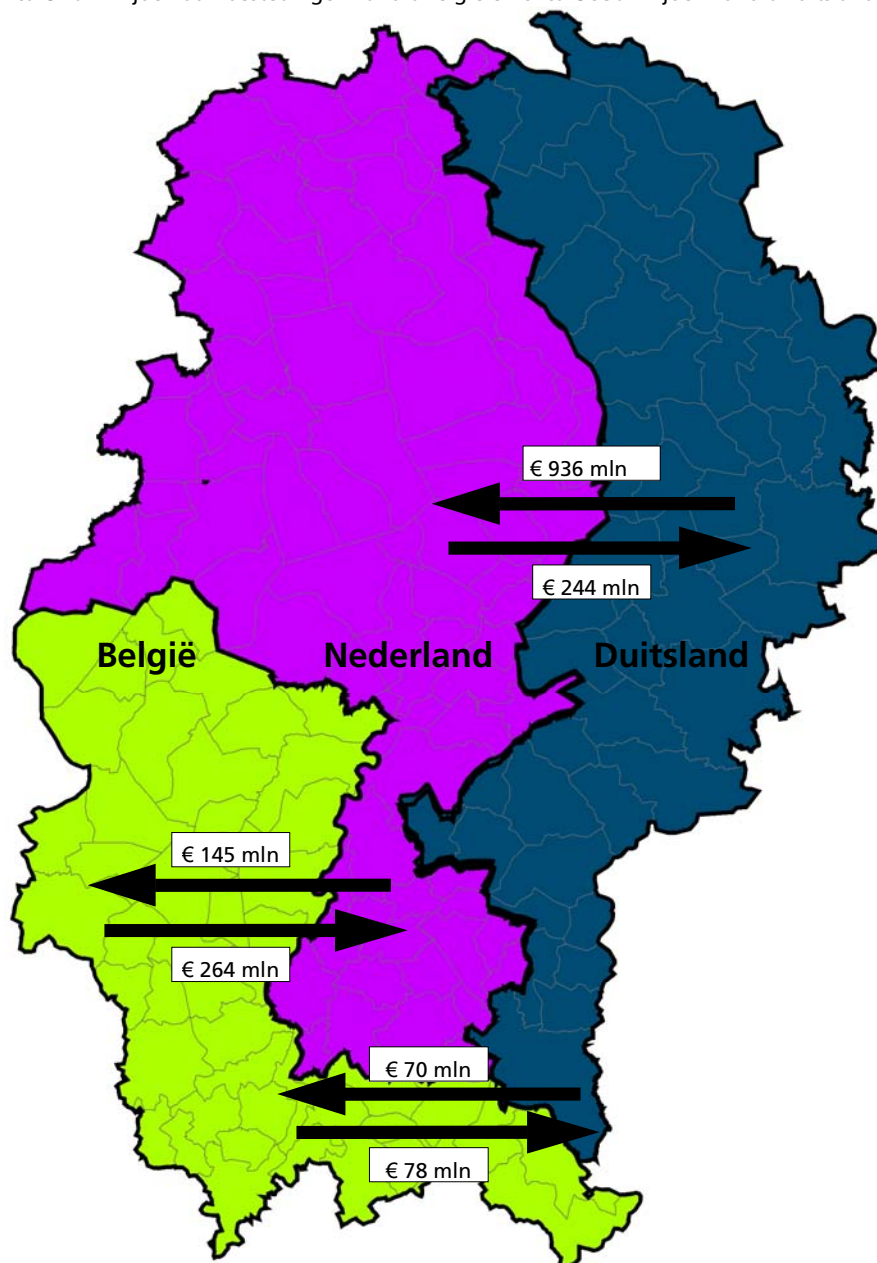 € 936 mln
€ 244 mln
België Nederland Duitsland
€ 145 mln
€ 264 mln
€ 70 mln
€ 78 mln